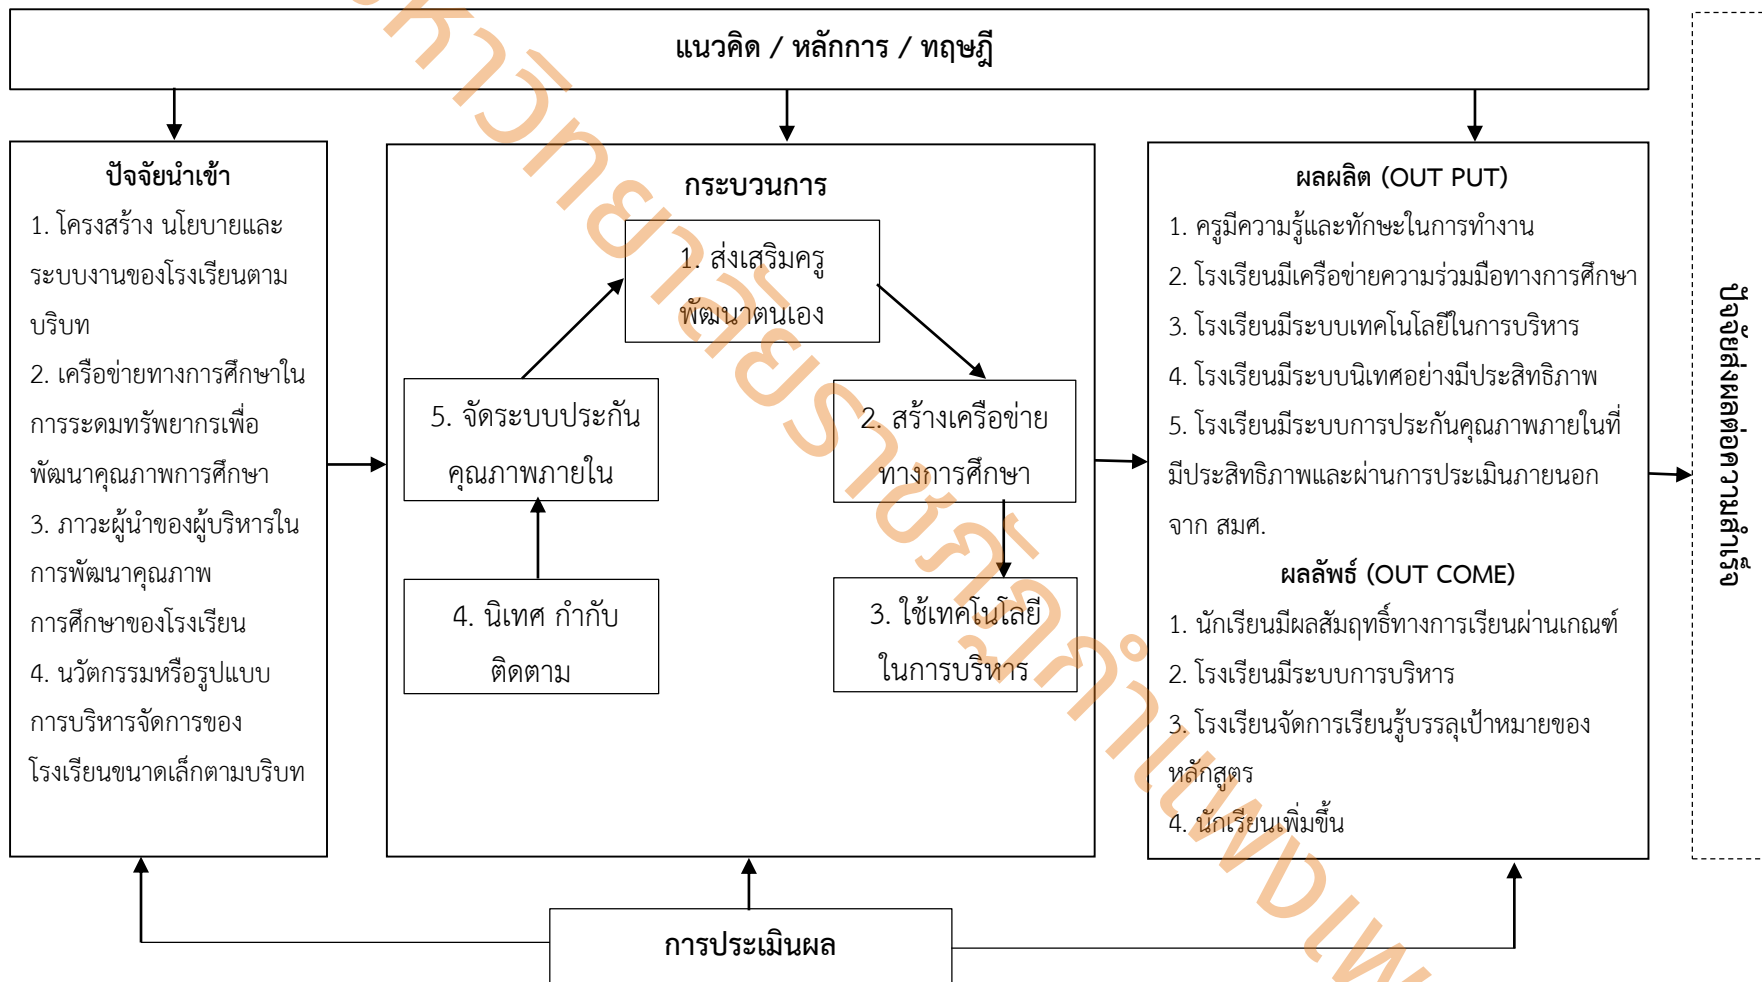 แนวคิด / หลักการ / ทฤษฎี
ปัจจัยนำเข้า
1. โครงสร้าง นโยบายและ
ระบบงานของโรงเรียนตาม
บริบท
2. เครือข่ายทางการศึกษาใน
การระดมทรัพยากรเพื่อ
พัฒนาคุณภาพการศึกษา
3. ภาวะผู้นำของผู้บริหารใน
การพัฒนาคุณภาพ
การศึกษาของโรงเรียน
4. นวัตกรรมหรือรูปแบบ
การบริหารจัดการของ
โรงเรียนขนาดเล็กตามบริบท
กระบวนการ
1. ส่งเสริมครู
พัฒนาตนเอง
2. สร้างเครือข่าย
ทางการศึกษา
3. ใช้เทคโนโลยี
ในการบริหาร
4. นิเทศ กำกับ
ติดตาม
5. จัดระบบประกัน
คุณภาพภายใน
ผลผลิต (OUT PUT)
1. ครูมีความรู้และทักษะในการทำงาน
2. โรงเรียนมีเครือข่ายความร่วมมือทางการศึกษา
3. โรงเรียนมีระบบเทคโนโลยีในการบริหาร
4. โรงเรียนมีระบบนิเทศอย่างมีประสิทธิภาพ
5. โรงเรียนมีระบบการประกันคุณภาพภายในที่
มีประสิทธิภาพและผ่านการประเมินภายนอก
จาก สมศ.
ผลลัพธ์ (OUT COME)
1. นักเรียนมีผลสัมฤทธิ์ทางการเรียนผ่านเกณฑ์
2. โรงเรียนมีระบบการบริหาร
3. โรงเรียนจัดการเรียนรู้บรรลุเป้าหมายของ
หลักสูตร
4. นักเรียนเพิ่มขึ้น
ปัจจัยส่งผลต่อความสำเร็จ
การประเมินผล
หาวิทยาลัยราชภัฏกำแพงเพ